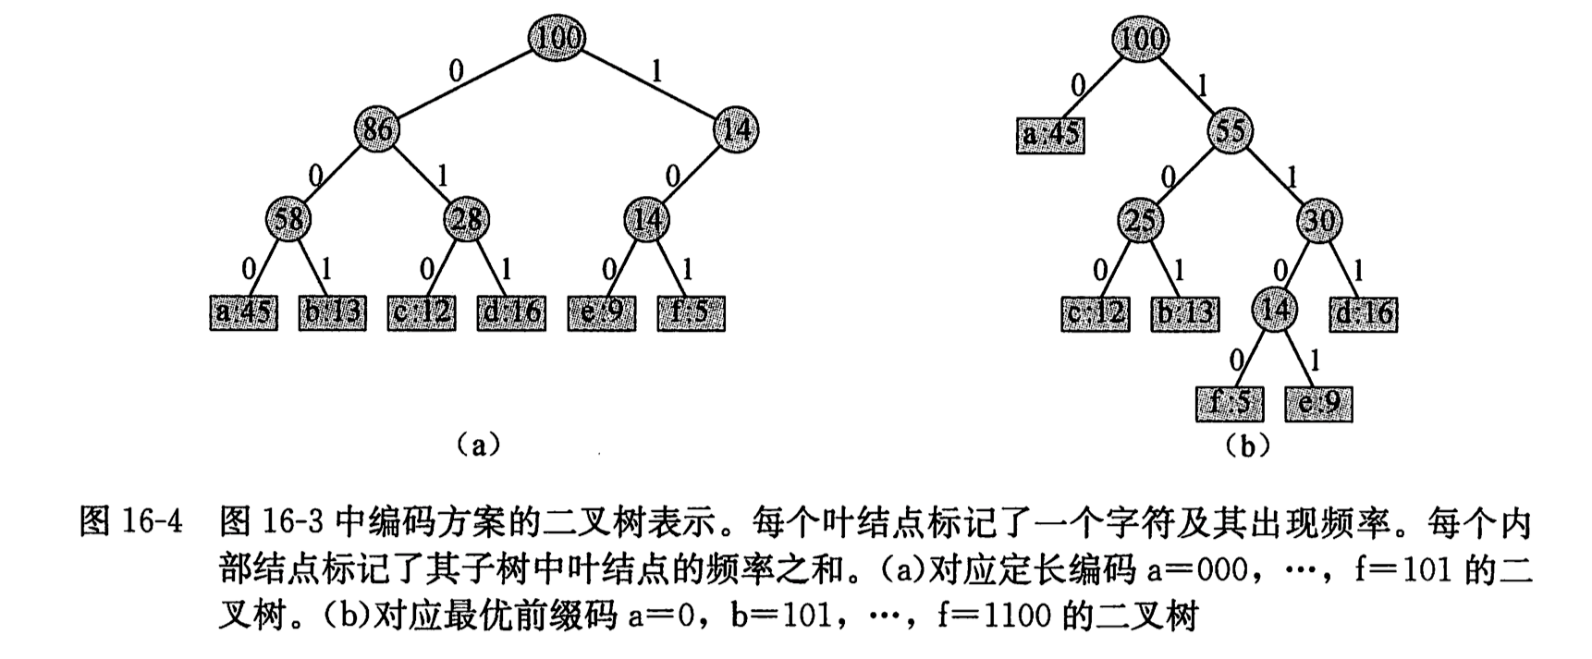 100 100
0 1 0 1
86 14 a:45 55
0 1 0 0 1
58 28 14 25 30
0 1 0 1 0 1 0 1 0 1
a:45 b:13 c:12 d:16 e:9 f:5 c:12 b:13 14 d:16
0 1
f:5 e:9
(a) (b)
图 16-4 图 16-3 中编码方案的二叉树表示。每个叶结点标记了一个字符及其出现频率。每个内
部结点标记了其子树中叶结点的频率之和。(a)对应定长编码 a=000，…，f=101 的二
叉树。(b)对应最优前缀码 a=0，b=101，…，f=1100 的二叉树